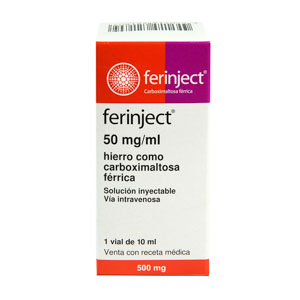 ferinject®
Carboximaltosa férrica
ferinject®
50 mg/ml
hierro como
carboximaltosa
férrica
Solución inyectable
Vía intravenosa
1 vial de 10 ml
Venta con receta médica
500 mg